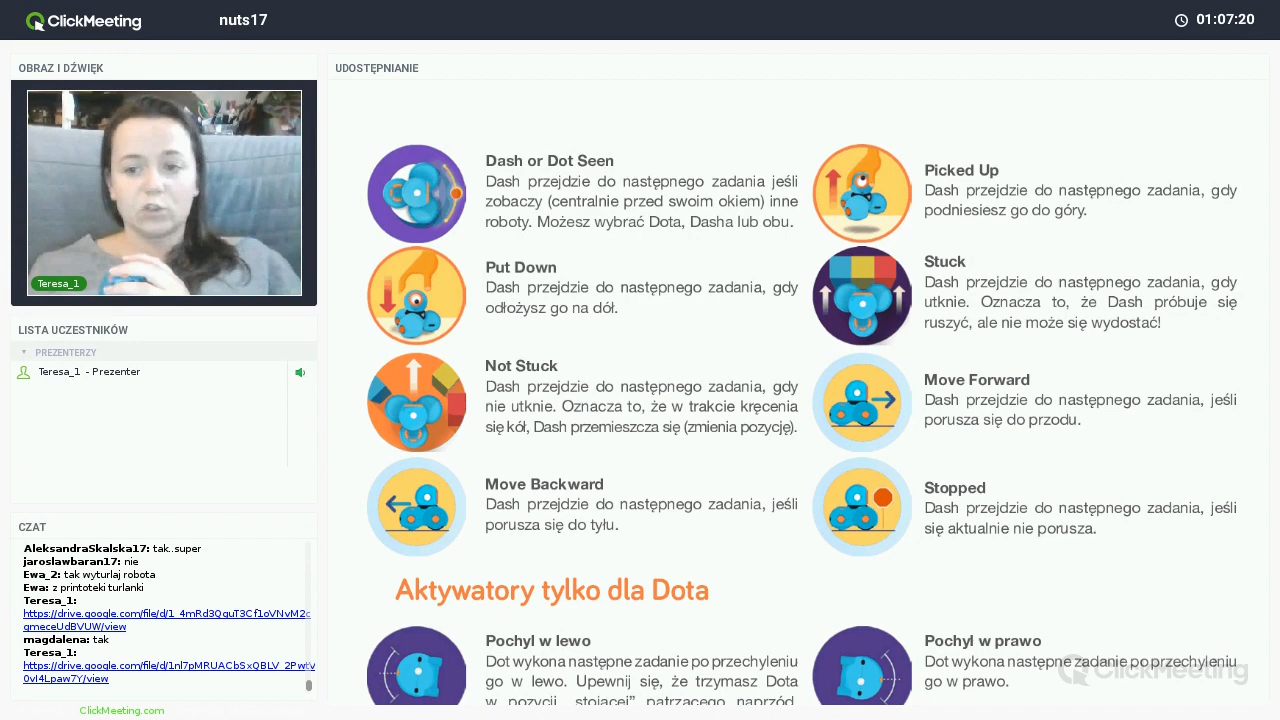 ClickMeeting
nuts17
01:07:20
OBRAZ I DŹWIĘK
Teresa_1
LISTA UCZESTNIKÓW
PREZENTERZY
Teresa_1 - Prezenter
CZAT
AleksandraSkalska17: tak..super
jaroslawbaran17: nie
Ewa_2: tak wyturlaj robota
Ewa: z printoteki turlanki
Teresa_1:
magdalena: tak
Teresa_1:
0vI4Lpaw7Y/view
ClickMeeting.com
UDOSTĘPNIANIE
Dash or Dot Seen
Dash przejdzie do następnego zadania jeśli
zobaczy (centralnie przed swoim okiem) inne
roboty. Możesz wybrać Dota, Dasha lub obu.
Picked Up
Dash przejdzie do następnego zadania, gdy
podniesiesz go do góry.
Put Down
Dash przejdzie do następnego zadania, gdy
odłożysz go na dół.
Stuck
Dash przejdzie do następnego zadania, gdy
utknie. Oznacza to, że Dash próbuje się
ruszyć, ale nie może się wydostać!
Not Stuck
Dash przejdzie do następnego zadania, gdy
nie utknie. Oznacza to, że w trakcie kręcenia
się kół, Dash przemieszcza się (zmienia pozycję).
Move Forward
Dash przejdzie do następnego zadania, jeśli
porusza się do przodu.
Move Backward
Dash przejdzie do następnego zadania, jeśli
porusza się do tyłu.
Stopped
Dash przejdzie do następnego zadania, jeśli
się aktualnie nie porusza.
Aktywatory tylko dla Dota
Pochyl w lewo
Dot wykona następne zadanie po przechyleniu
go w lewo. Upewnij się, że trzymasz Dota
w pozycji „stojącej” patrzącego naprzód.
Pochyl w prawo
Dot wykona następne zadanie po przechyleniu
go w prawo.
ClickMeeting